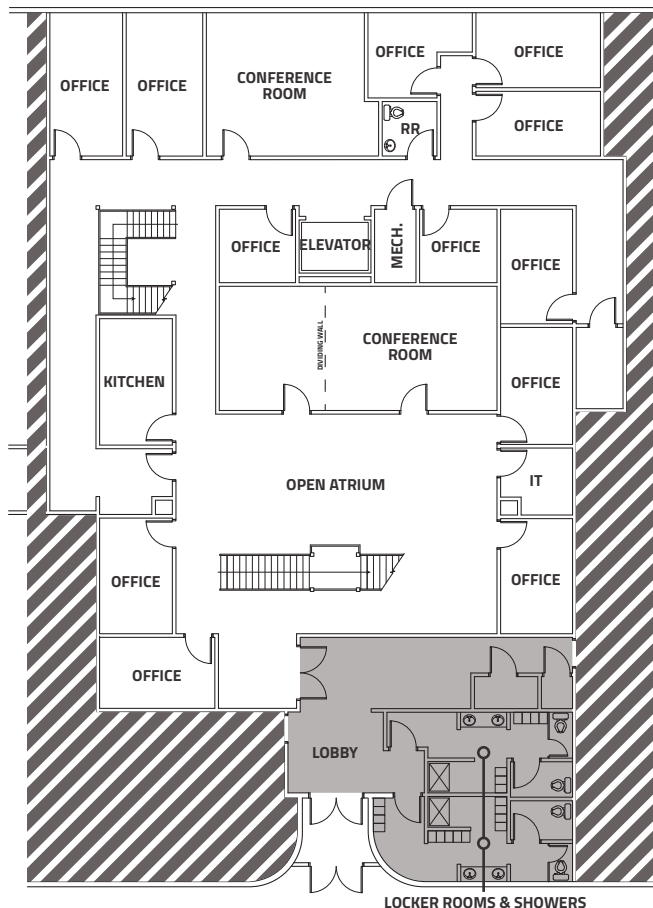 OFFICE
OFFICE
OFFICE
OFFICE
CONFERENCE
ROOM
OFFICE
RR
OFFICE
ELEVATOR
MECH.
OFFICE
OFFICE
DIVIDING WALL
CONFERENCE
ROOM
KITCHEN
OFFICE
OPEN ATRIUM
IT
OFFICE
OFFICE
OFFICE
LOBBY
LOCKER ROOMS & SHOWERS